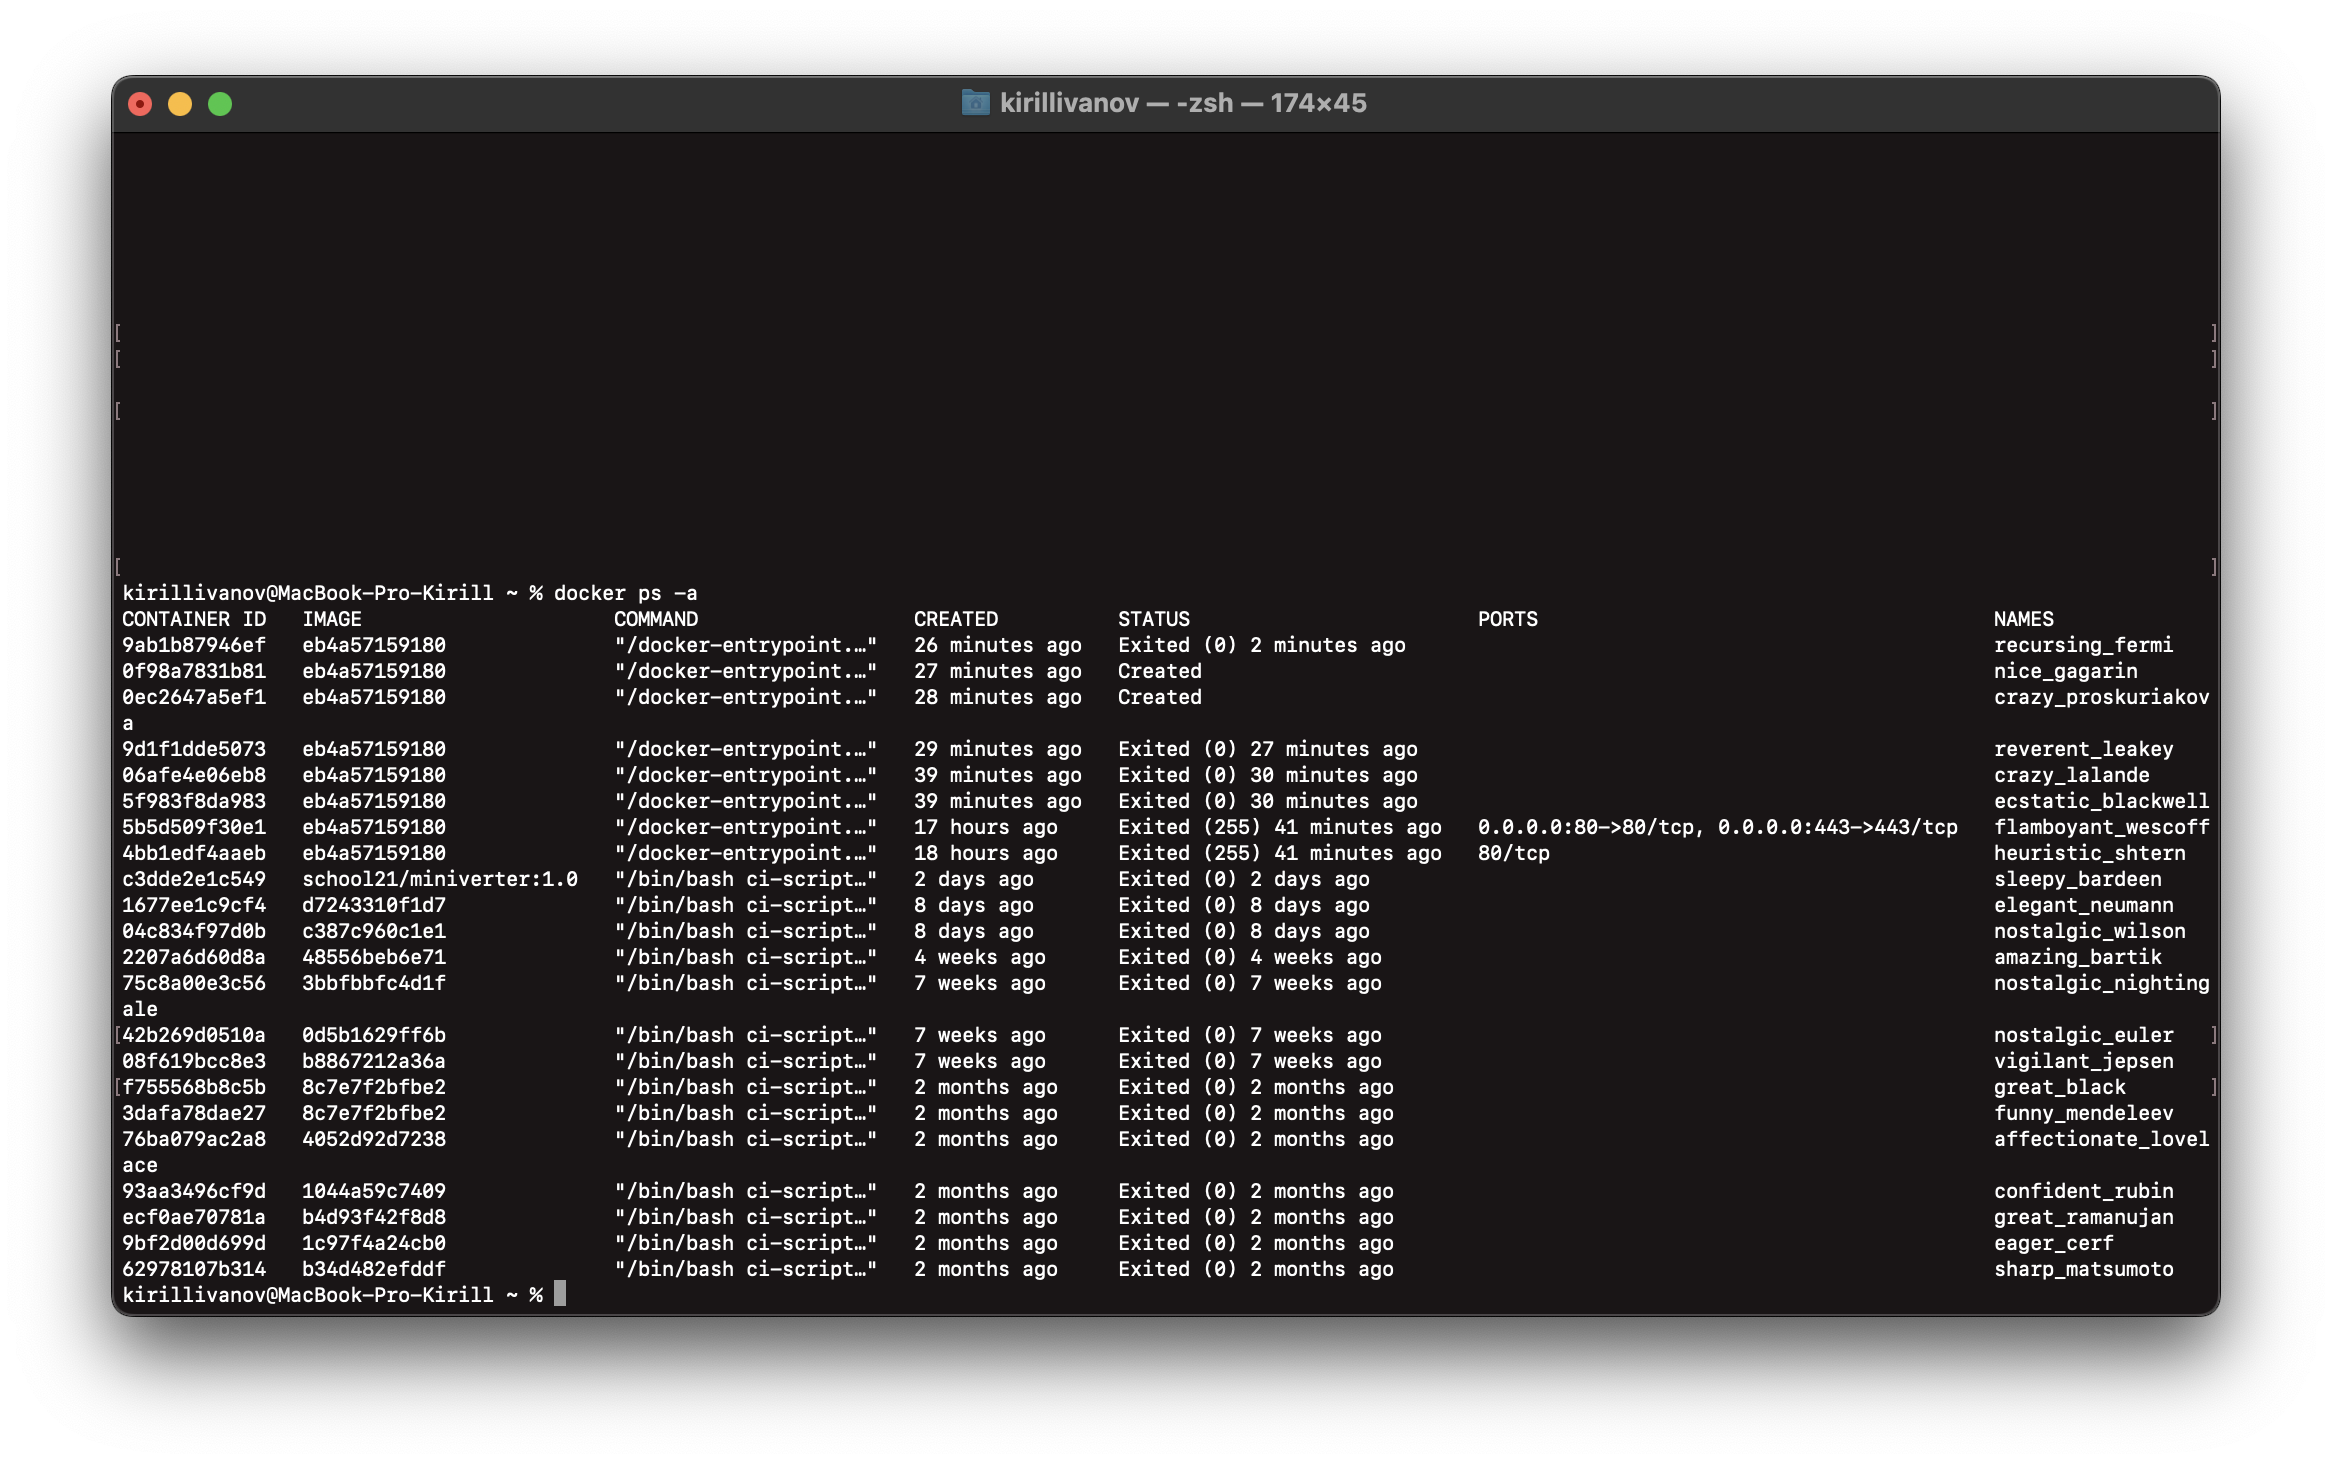 kirillivanov — -zsh — 174×45
[ ]
[ ]
[ ]
[ ]
kirillivanov@MacBook-Pro-Kirill ~ % docker ps -a
CONTAINER ID   IMAGE                     COMMAND                  CREATED          STATUS                        PORTS                                      NAMES
9ab1b87946ef   eb4a57159180              "/docker-entrypoint.…"   26 minutes ago   Exited (0) 2 minutes ago                                                 recursing_fermi
0f98a7831b81   eb4a57159180              "/docker-entrypoint.…"   27 minutes ago   Created                                                                  nice_gagarin
0ec2647a5ef1   eb4a57159180              "/docker-entrypoint.…"   28 minutes ago   Created                                                                  crazy_proskuriakov
a
9d1f1dde5073   eb4a57159180              "/docker-entrypoint.…"   29 minutes ago   Exited (0) 27 minutes ago                                                reverent_leakey
06afe4e06eb8   eb4a57159180              "/docker-entrypoint.…"   39 minutes ago   Exited (0) 30 minutes ago                                                crazy_lalande
5f983f8da983   eb4a57159180              "/docker-entrypoint.…"   39 minutes ago   Exited (0) 30 minutes ago                                                ecstatic_blackwell
5b5d509f30e1   eb4a57159180              "/docker-entrypoint.…"   17 hours ago     Exited (255) 41 minutes ago   0.0.0.0:80->80/tcp, 0.0.0.0:443->443/tcp   flamboyant_wescoff
4bb1edf4aaeb   eb4a57159180              "/docker-entrypoint.…"   18 hours ago     Exited (255) 41 minutes ago   80/tcp                                     heuristic_shtern
c3dde2e1c549   school21/miniverter:1.0   "/bin/bash ci-script…"   2 days ago       Exited (0) 2 days ago                                                    sleepy_bardeen
1677ee1c9cf4   d7243310f1d7              "/bin/bash ci-script…"   8 days ago       Exited (0) 8 days ago                                                    elegant_neumann
04c834f97d0b   c387c960c1e1              "/bin/bash ci-script…"   8 days ago       Exited (0) 8 days ago                                                    nostalgic_wilson
2207a6d60d8a   48556beb6e71              "/bin/bash ci-script…"   4 weeks ago      Exited (0) 4 weeks ago                                                   amazing_bartik
75c8a00e3c56   3bbfbbfc4d1f              "/bin/bash ci-script…"   7 weeks ago      Exited (0) 7 weeks ago                                                   nostalgic_nighting
ale
[42b269d0510a   0d5b1629ff6b              "/bin/bash ci-script…"   7 weeks ago      Exited (0) 7 weeks ago                                                   nostalgic_euler ]
08f619bcc8e3   b8867212a36a              "/bin/bash ci-script…"   7 weeks ago      Exited (0) 7 weeks ago                                                   vigilant_jepsen
[f755568b8c5b   8c7e7f2bfbe2              "/bin/bash ci-script…"   2 months ago     Exited (0) 2 months ago                                                  great_black ]
3dafa78dae27   8c7e7f2bfbe2              "/bin/bash ci-script…"   2 months ago     Exited (0) 2 months ago                                                  funny_mendeleev
76ba079ac2a8   4052d92d7238              "/bin/bash ci-script…"   2 months ago     Exited (0) 2 months ago                                                  affectionate_lovel
ace
93aa3496cf9d   1044a59c7409              "/bin/bash ci-script…"   2 months ago     Exited (0) 2 months ago                                                  confident_rubin
ecf0ae70781a   b4d93f42f8d8              "/bin/bash ci-script…"   2 months ago     Exited (0) 2 months ago                                                  great_ramanujan
9bf2d00d699d   1c97f4a24cb0              "/bin/bash ci-script…"   2 months ago     Exited (0) 2 months ago                                                  eager_cerf
62978107b314   b34d482efddf              "/bin/bash ci-script…"   2 months ago     Exited (0) 2 months ago                                                  sharp_matsumoto
kirillivanov@MacBook-Pro-Kirill ~ %